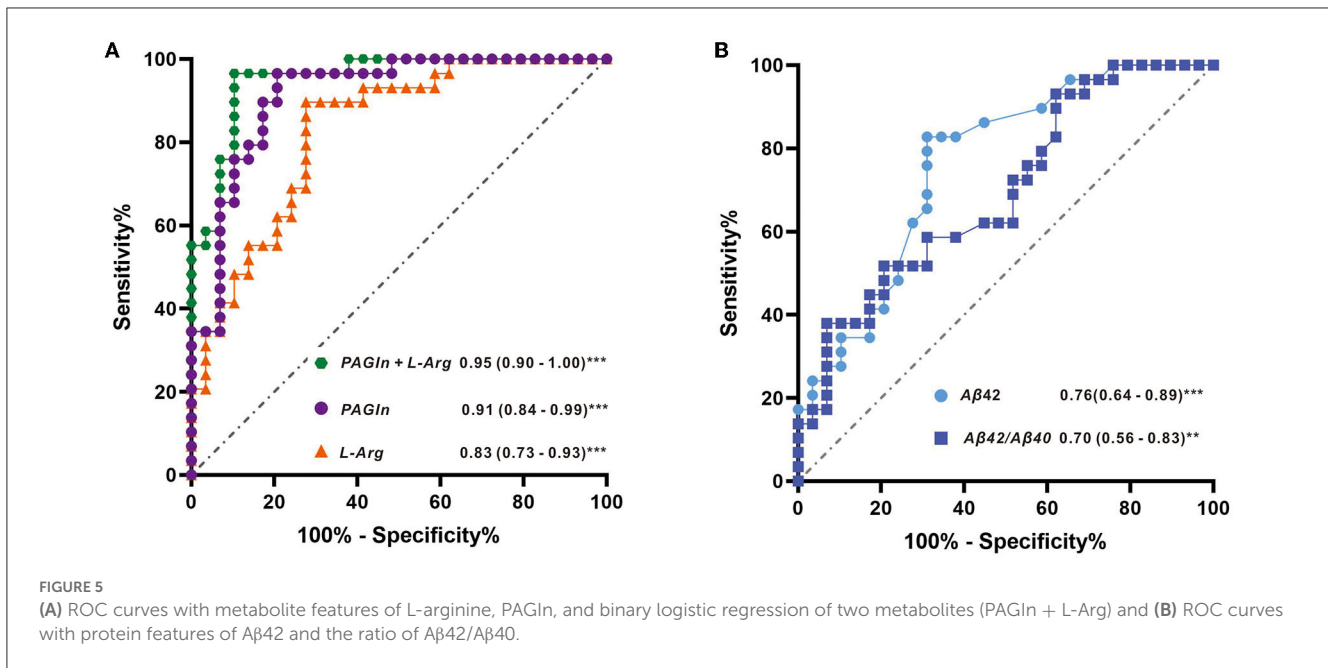 A
100
80
60
40
20
0
Sensitivity%
0 20 40 60 80 100
100% - Specificity%
PAGln + L-Arg 0.95 (0.90 - 1.00)***
PAGln 0.91 (0.84 - 0.99)***
L-Arg 0.83 (0.73 - 0.93)***
B
100
80
60
40
20
0
Sensitivity%
0 20 40 60 80 100
100% - Specificity%
Aβ42 0.76(0.64 - 0.89)***
Aβ42/Aβ40 0.70 (0.56 - 0.83)**
FIGURE 5
(A) ROC curves with metabolite features of L-arginine, PAGln, and binary logistic regression of two metabolites (PAGln + L-Arg) and (B) ROC curves
with protein features of Aβ42 and the ratio of Aβ42/Aβ40.